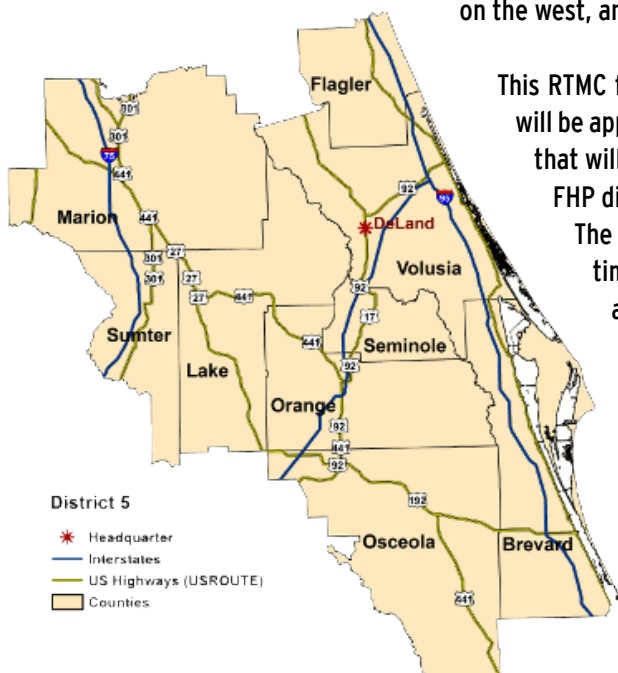 on the west, an
This RTMC f
will be app
that will
FHP di
The
tim
a
Flagler
301
301
75
441
Marion
441
301
301
27
27
27
441
Sumter
Lake
92
95
DeLand
Volusia
92
17
441
Seminole
92
Orange
92
441
92
192
Osceola
Brevard
441
District 5
Headquarter
Interstates
US Highways (USROUTE)
Counties